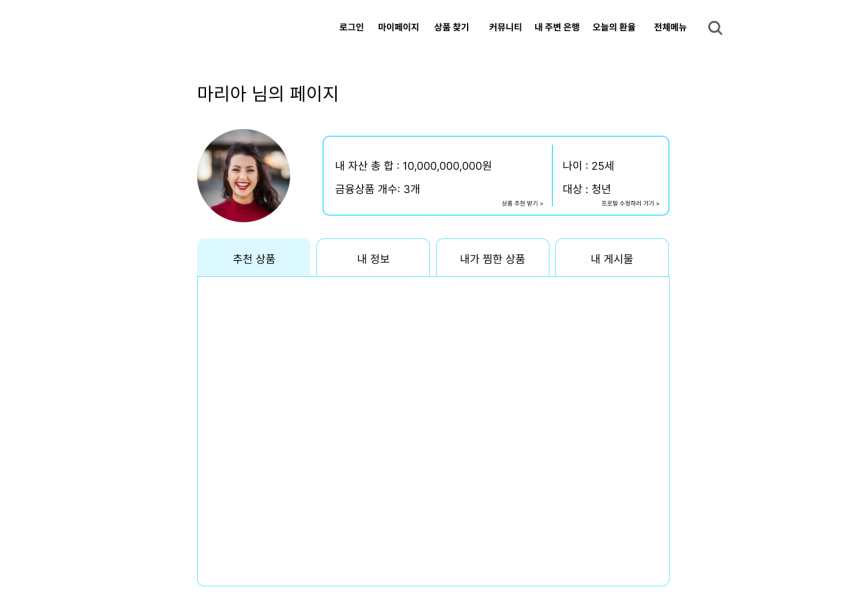 로그인 마이페이지 상품 찾기 커뮤니티 내 주변 은행 오늘의 환율 전체메뉴
마리아 님의 페이지
내 자산 총 합 : 10,000,000,000원
금융상품 개수: 3개
상품 추천 받기 >
나이 : 25세
대상 : 청년
프로필 수정하러 가기 >
추천 상품 내 정보 내가 찜한 상품 내 게시물